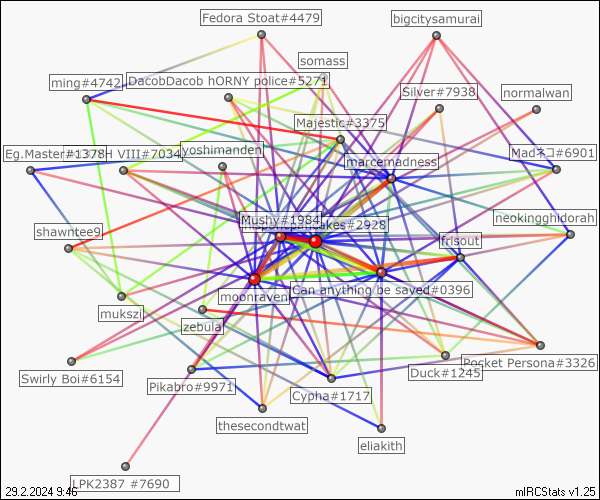 Fedora Stoat#4479
bigcitysamurai
somass
ming#4742
DacobDacob hORNY police#5271
Silver#7938
normalwan
Majestic#3375
yoshimanden
Eg.Master#1378
VIII#7034
marcemadness
Madネコ#6901
Mushy#1984
cakes#2928
neokingghidorah
shawntee9
frisout
Can anything be saved#0396
moonraven
mukszi
zebula
Swirly Boi#6154
Pikabro#9971
Cypha#1717
Duck#1245
Pocket Persona#3326
thesecondtwat
eliakith
LPK2387 #7690
29.2.2024 9:46
mIRCStats v1.25